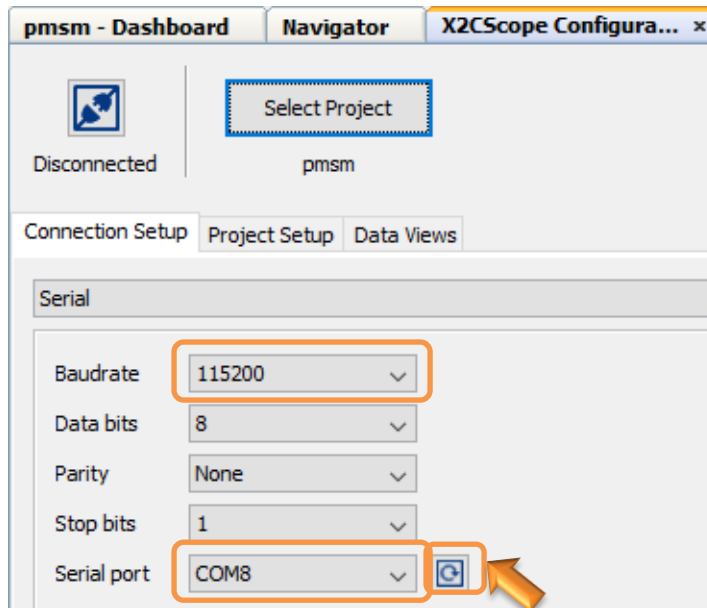 pmsm - Dashboard Navigator X2CScope Configura... ×
Select Project
Disconnected pmsm
Connection Setup Project Setup Data Views
Serial
Baudrate 115200
Data bits 8
Parity None
Stop bits 1
Serial port COM8